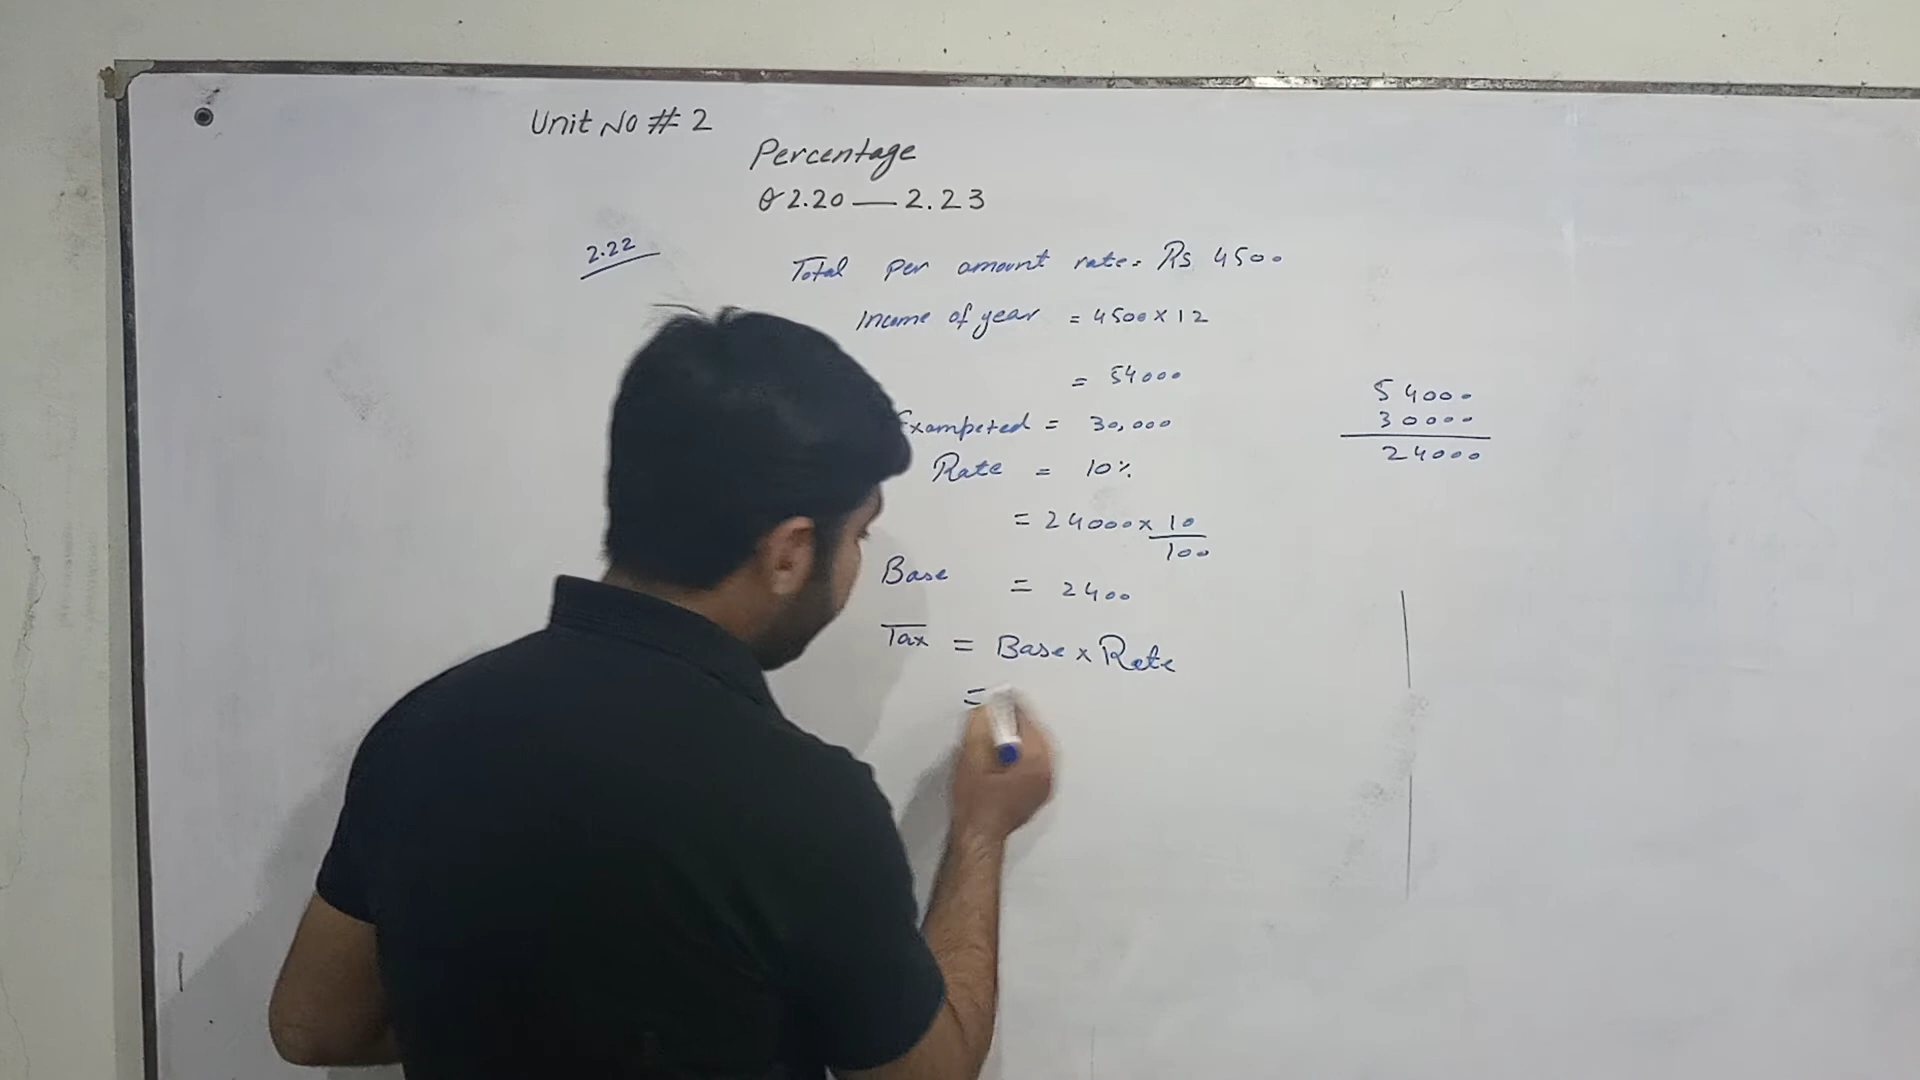 Unit No # 2
Percentage
Q 2.20 — 2.23
2.22
Total per amount rate = Rs 4500
Income of year = 4500 x 12
= 54000
Exampeted = 30,000
Rate = 10%
= 24000 x 10/100
Base = 2400
Tax = Base x Rate
=
54000
30000
24000